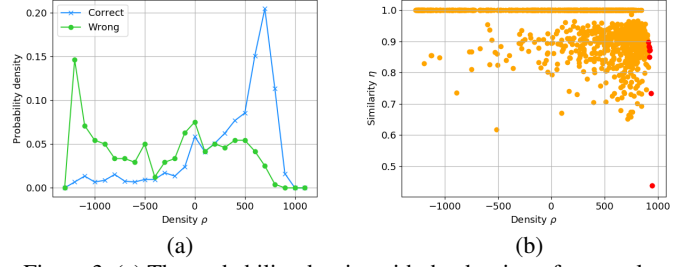 0.20
0.15
0.10
0.05
0.00
Probability density
Correct
Wrong
−1000
−500
0
500
1000
Density ρ
(a)
1.0
0.9
0.8
0.7
0.6
0.5
Similarity η
−1000
−500
0
500
1000
Density ρ
(b)